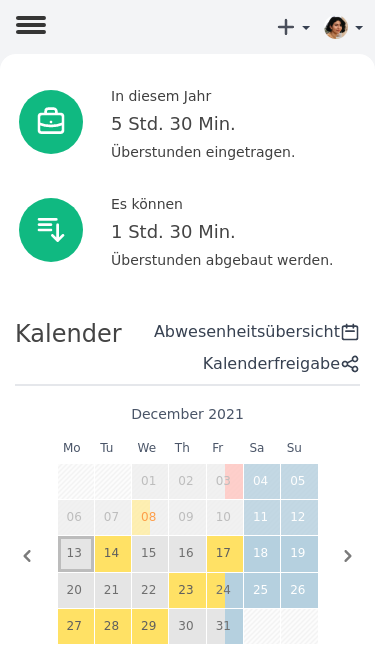 In diesem Jahr
5 Std. 30 Min.
Überstunden eingetragen.
Es können
1 Std. 30 Min.
Überstunden abgebaut werden.
Kalender
Abwesenheitsübersicht
Kalenderfreigabe
December 2021
Mo Tu We Th Fr Sa Su
01 02 03 04 05
06 07 08 09 10 11 12
13 14 15 16 17 18 19
20 21 22 23 24 25 26
27 28 29 30 31